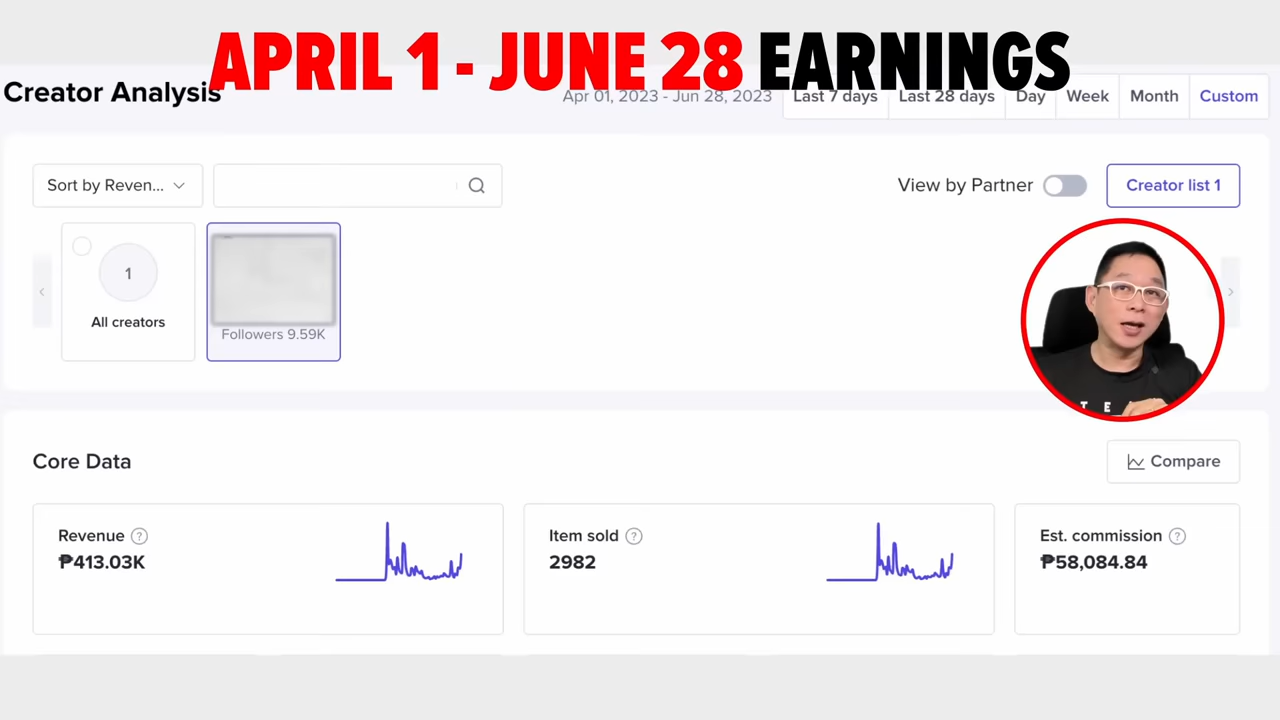 APRIL 1 - JUNE 28 EARNINGS
Creator Analysis
Apr 01, 2023 - Jun 28, 2023
Last 7 days
Last 28 days
Day
Week
Month
Custom
Sort by Reven...
View by Partner
Creator list 1
1
All creators
Followers 9.59K
T E
Core Data
Compare
Revenue ?
₱413.03K
Item sold ?
2982
Est. commission ?
₱58,084.84